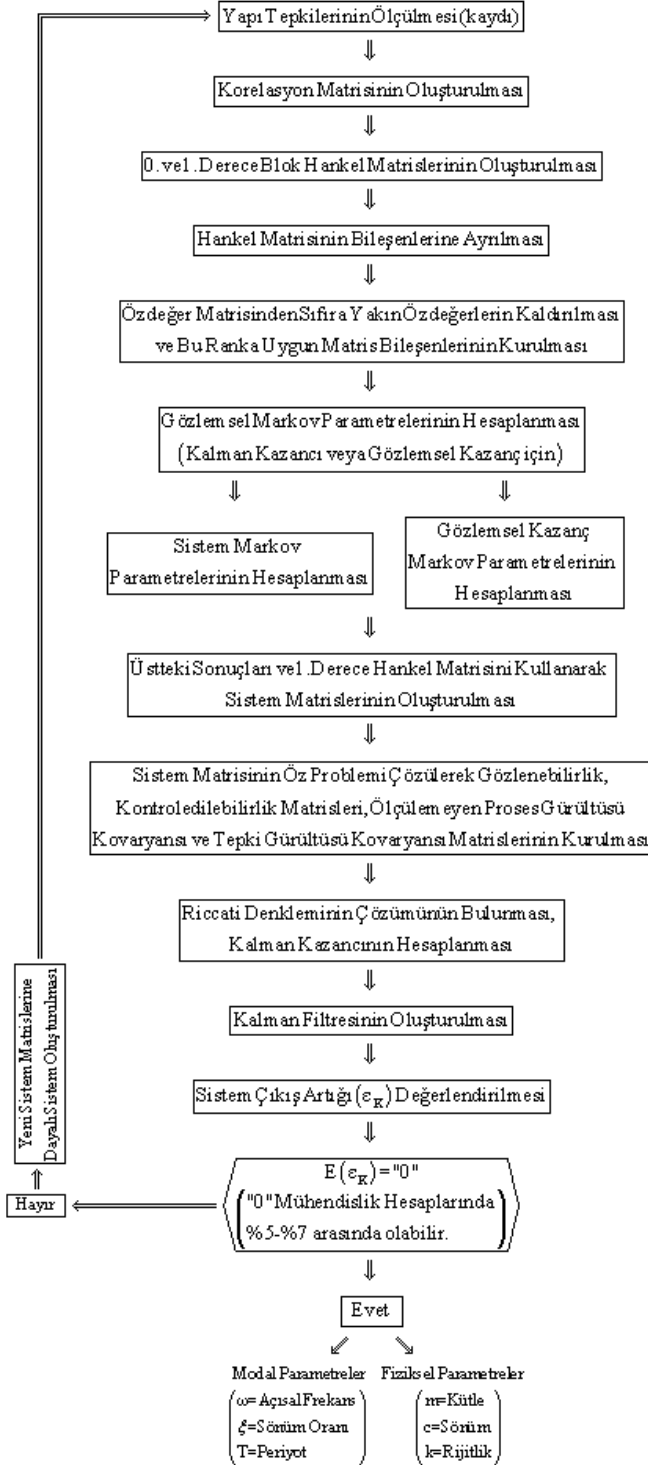 Yapı Tepkilerinin Ölçülmesi (kaydı)
Korelasyon Matrisinin Oluşturulması
0. ve 1. Derece Blok Hankel Matrislerinin Oluşturulması
Hankel Matrisinin Bileşenlerine Ayrılması
Özdeğer Matrisinden Sıfıra Yakın Özdeğerlerin Kaldırılması
ve Bu Ranka Uygun Matris Bileşenlerinin Kurulması
Gözlemsel Markov Parametrelerinin Hesaplanması
(Kalman Kazancı veya Gözlemsel Kazanç için)
Sistem Markov
Parametrelerinin Hesaplanması
Gözlemsel Kazanç
Markov Parametrelerinin
Hesaplanması
Üstteki Sonuçları ve 1. Derece Hankel Matrisini Kullanarak
Sistem Matrislerinin Oluşturulması
Sistem Matrisinin Öz Problemi Çözülerek Gözlenebilirlik,
Kontroledilebilirlik Matrisleri, Ölçülemeyen Proses Gürültüsü
Kovaryansı ve Tepki Gürültüsü Kovaryansı Matrislerinin Kurulması
Riccati Denkleminin Çözümünün Bulunması,
Kalman Kazancının Hesaplanması
Kalman Filtresinin Oluşturulması
Sistem Çıkış Artığı (εK) Değerlendirilmesi
E(εK) = "0"
"0" Mühendislik Hesaplarında
%5-%7 arasında olabilir.
Hayır
Yeni Sistem Matrislerine
Dayalı Sistem Oluşturulması
Evet
Modal Parametreler
ω=Açısal Frekans
ξ=Sönüm Oranı
T=Periyot
Fiziksel Parametreler
m=Kütle
c=Sönüm
k=Rijitlik